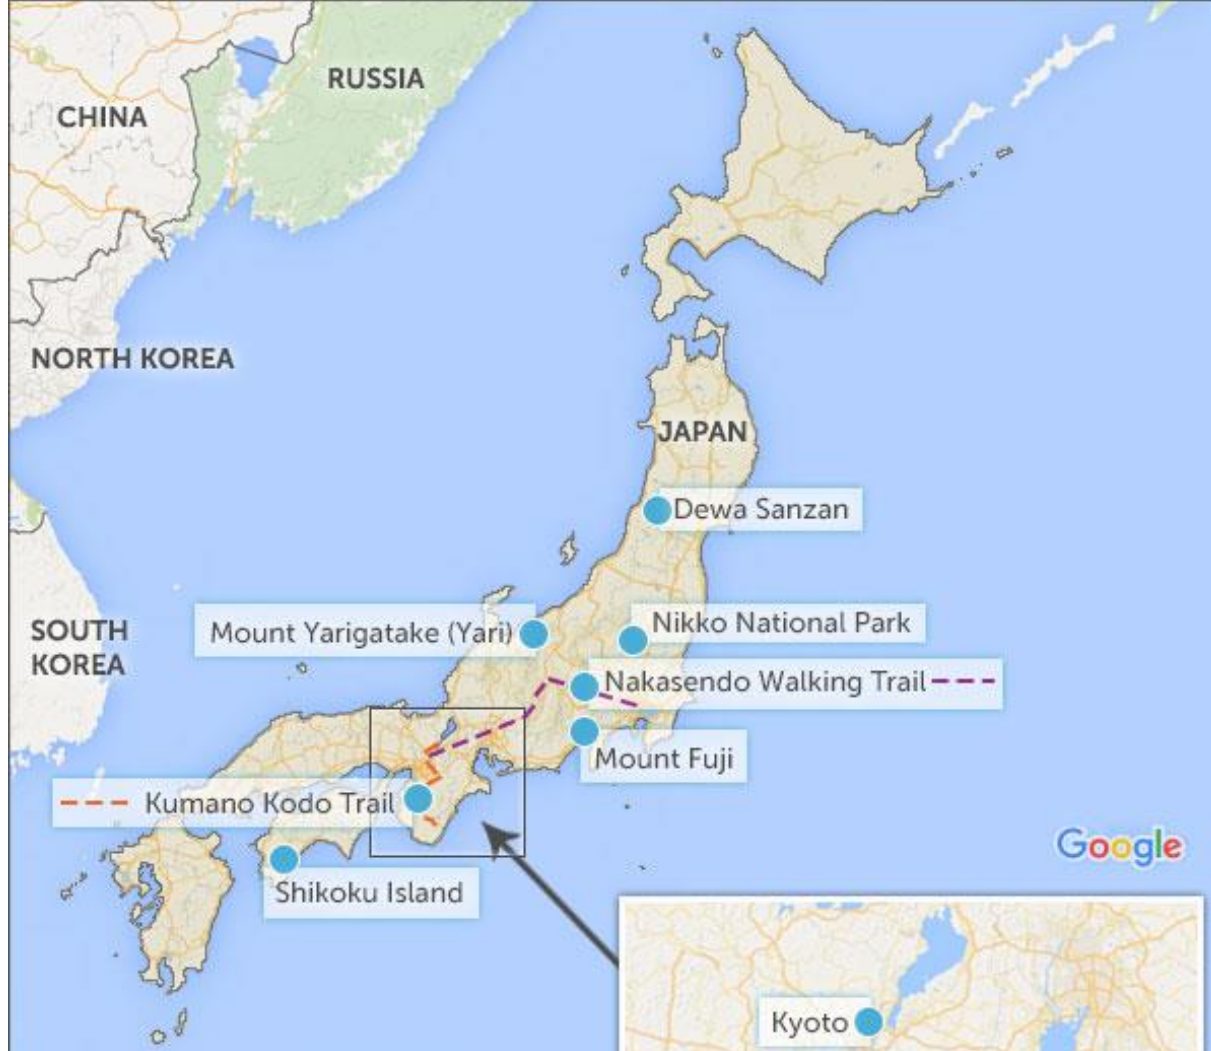 RUSSIA
CHINA
NORTH KOREA
JAPAN
Dewa Sanzan
SOUTH
KOREA
Mount Yarigatake (Yari)
Nikko National Park
Nakasendo Walking Trail
Mount Fuji
Kumano Kodo Trail
Google
Shikoku Island
Kyoto